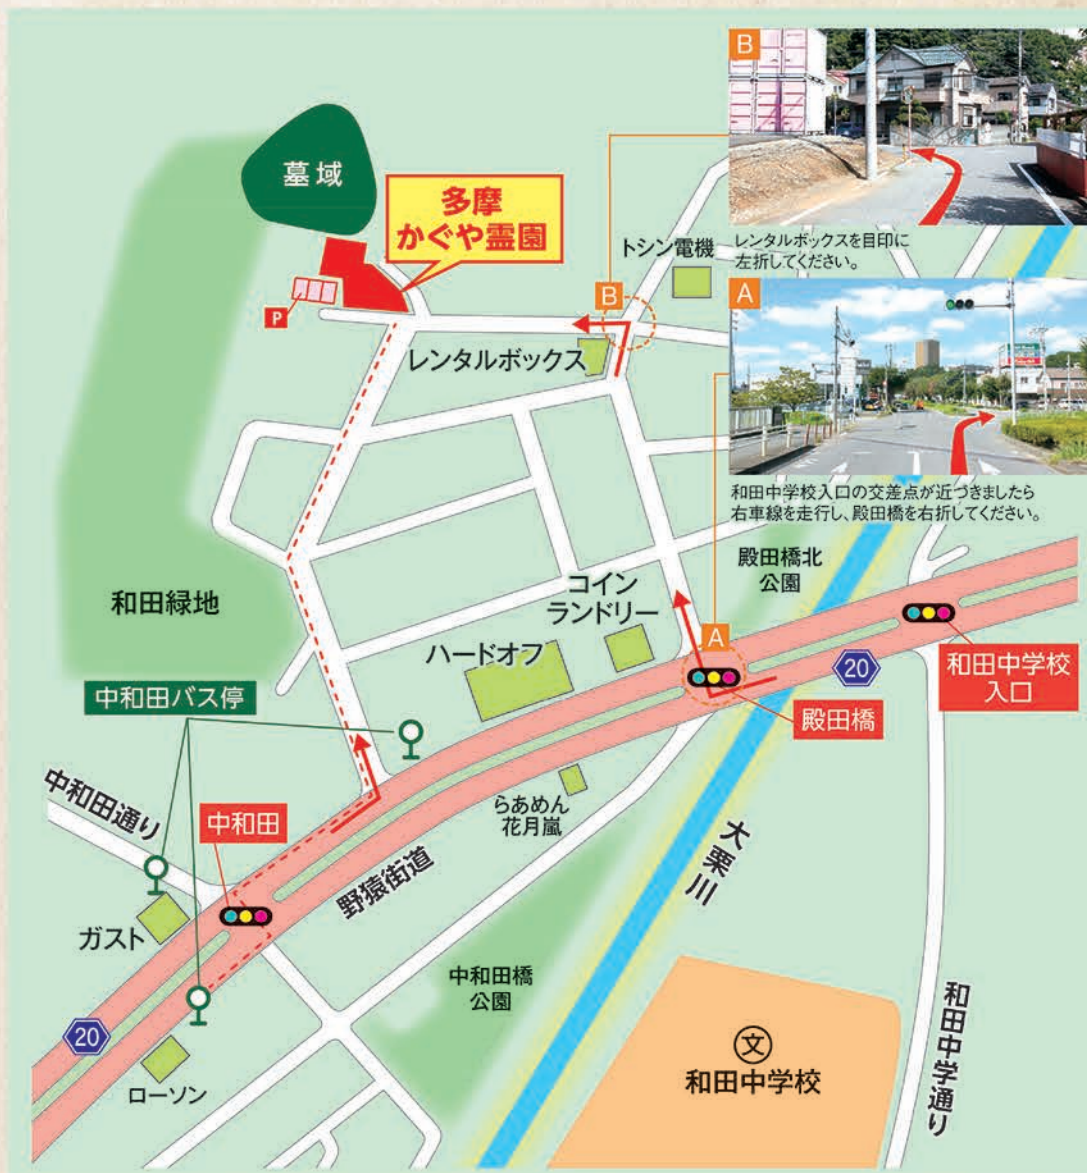 B
墓域
多摩
かぐや霊園
トシン電機
レンタルボックスを目印に
左折してください。
B
A
P
レンタルボックス
和田中学校入口の交差点が近づきましたら
右車線を走行し、殿田橋を右折してください。
殿田橋北
公園
和田緑地
コイン
ランドリー
ハードオフ
A
20
和田中学校
入口
中和田バス停
殿田橋
中和田通り
中和田
らあめん
花月嵐
大栗川
野猿街道
ガスト
中和田橋
公園
20
ローソン
文
和田中学校
和田中学通り